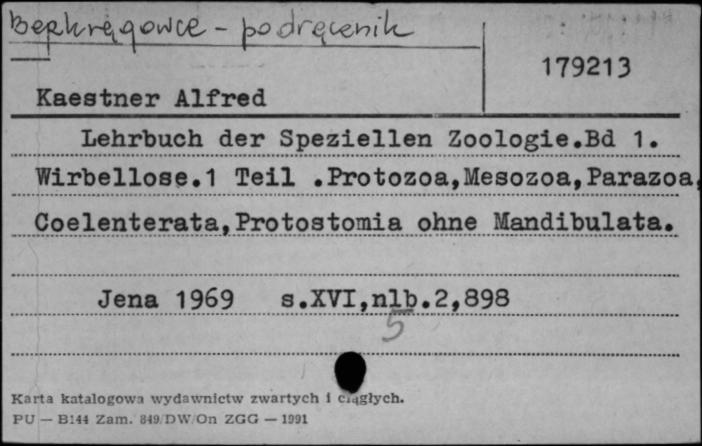 Bezkręgowce - podręcznik
179213
Kaestner Alfred
Lehrbuch der Speziellen Zoologie.Bd 1.
Wirbellose.1 Teil .Protozoa,Mesozoa,Parazoa,
Coelenterata,Protostomia ohne Mandibulata.
Jena 1969 s.XVI,nlb.2,898
5
Karta katalogowa wydawnictw zwartych i ciągłych.
PU — B144 Zam. 849/DW/On ZGG — 1991